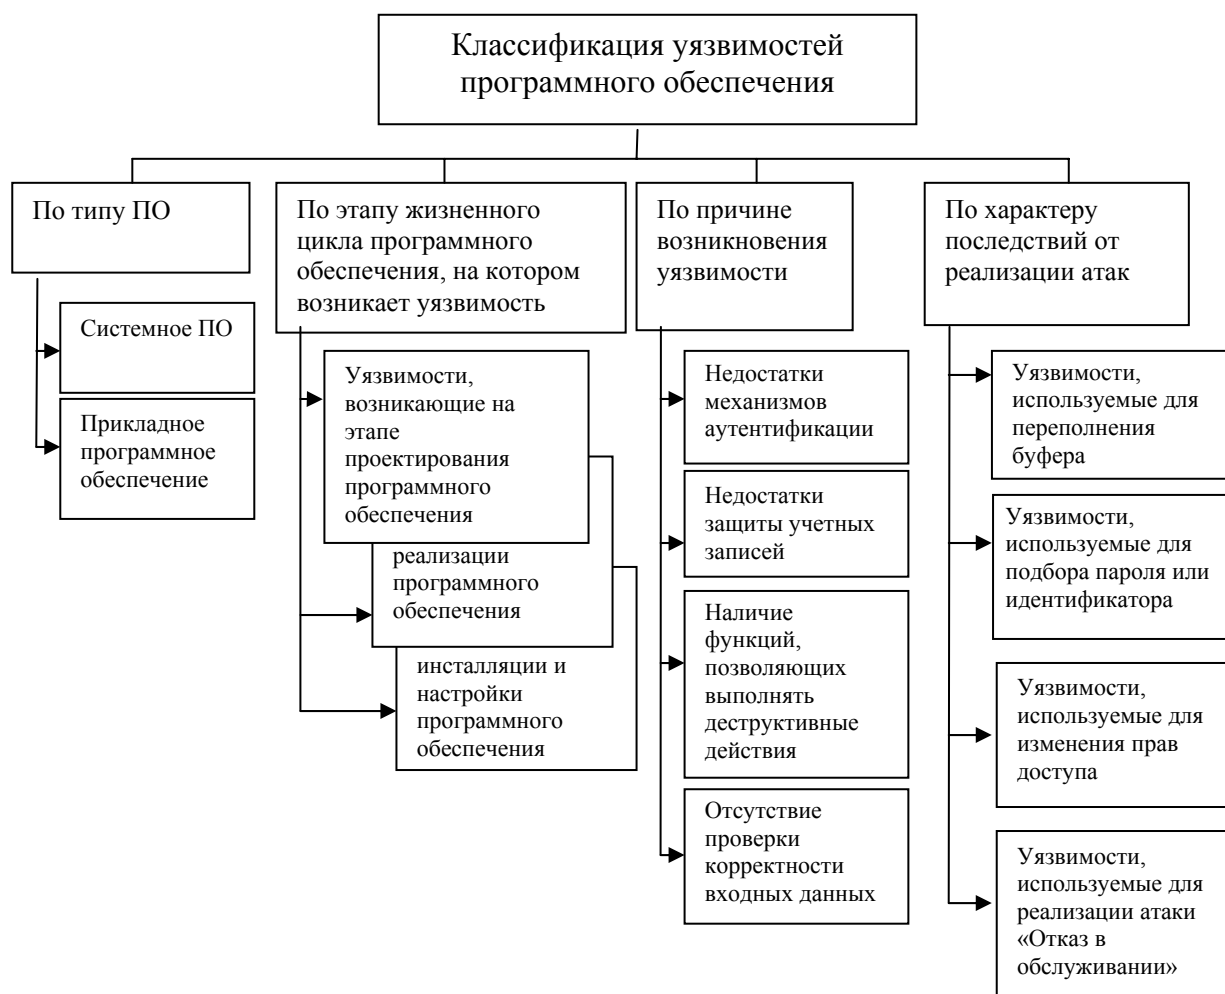 Классификация уязвимостей
программного обеспечения
По типу ПО
Системное ПО
Прикладное
программное
обеспечение
По этапу жизненного
цикла программного
обеспечения, на котором
возникает уязвимость
Уязвимости,
возникающие на
этапе
проектирования
программного
обеспечения
реализации
программного
обеспечения
инсталляции и
настройки
программного
обеспечения
По причине
возникновения
уязвимости
Недостатки
механизмов
аутентификации
Недостатки
защиты учетных
записей
Наличие
функций,
позволяющих
выполнять
деструктивные
действия
Отсутствие
проверки
корректности
входных данных
По характеру
последствий от
реализации атак
Уязвимости,
используемые для
переполнения
буфера
Уязвимости,
используемые для
подбора пароля или
идентификатора
Уязвимости,
используемые для
изменения прав
доступа
Уязвимости,
используемые для
реализации атаки
«Отказ в
обслуживании»